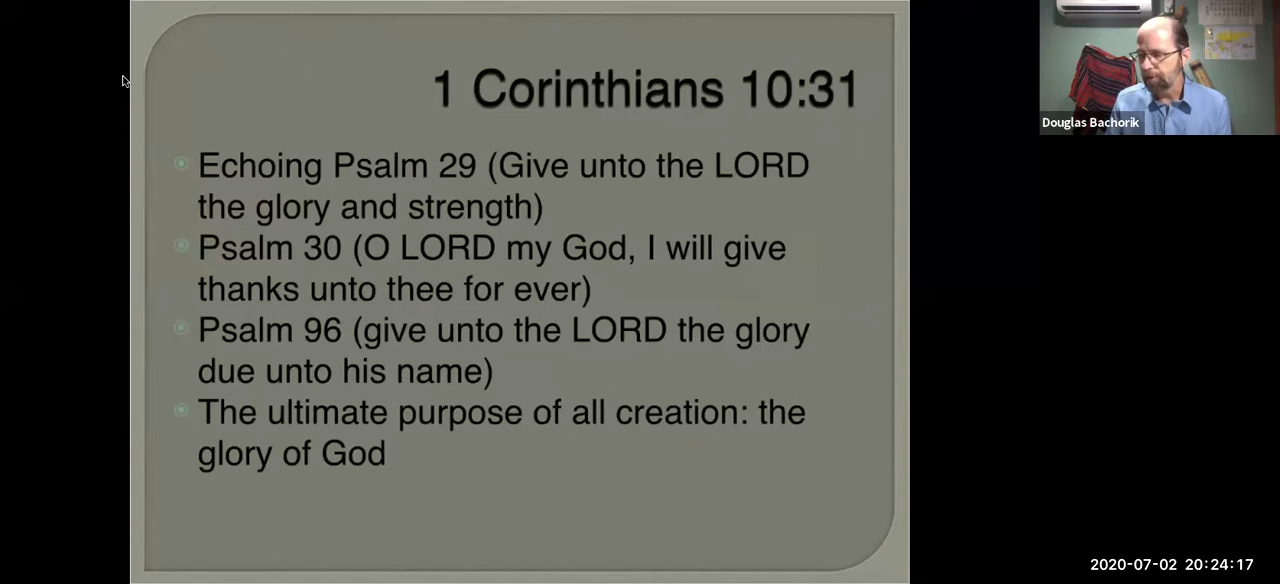 1 Corinthians 10:31
Echoing Psalm 29 (Give unto the LORD
the glory and strength)
Psalm 30 (O LORD my God, I will give
thanks unto thee for ever)
Psalm 96 (give unto the LORD the glory
due unto his name)
The ultimate purpose of all creation: the
glory of God
Douglas Bachorik
2020-07-02 20:24:17